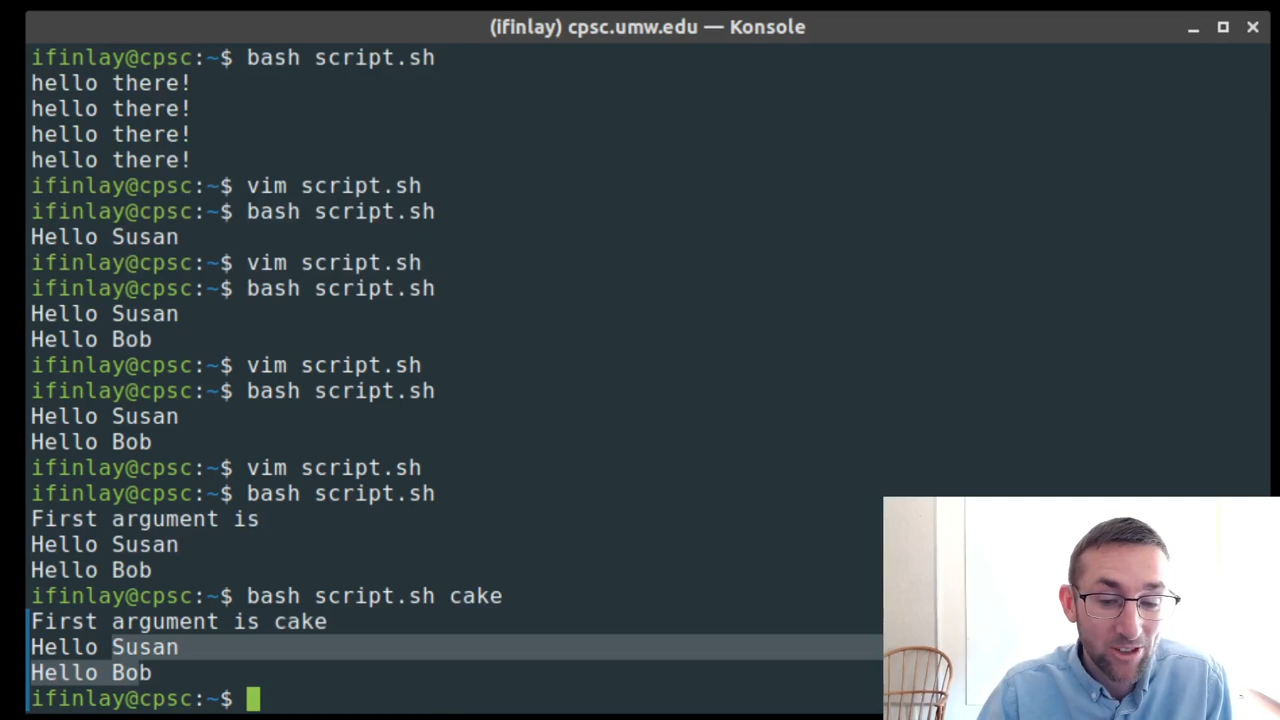 (ifinlay) cpsc.umw.edu — Konsole
ifinlay@cpsc:~$ bash script.sh
hello there!
hello there!
hello there!
hello there!
ifinlay@cpsc:~$ vim script.sh
ifinlay@cpsc:~$ bash script.sh
Hello Susan
ifinlay@cpsc:~$ vim script.sh
ifinlay@cpsc:~$ bash script.sh
Hello Susan
Hello Bob
ifinlay@cpsc:~$ vim script.sh
ifinlay@cpsc:~$ bash script.sh
Hello Susan
Hello Bob
ifinlay@cpsc:~$ vim script.sh
ifinlay@cpsc:~$ bash script.sh
First argument is
Hello Susan
Hello Bob
ifinlay@cpsc:~$ bash script.sh cake
First argument is cake
Hello Susan
Hello Bob
ifinlay@cpsc:~$